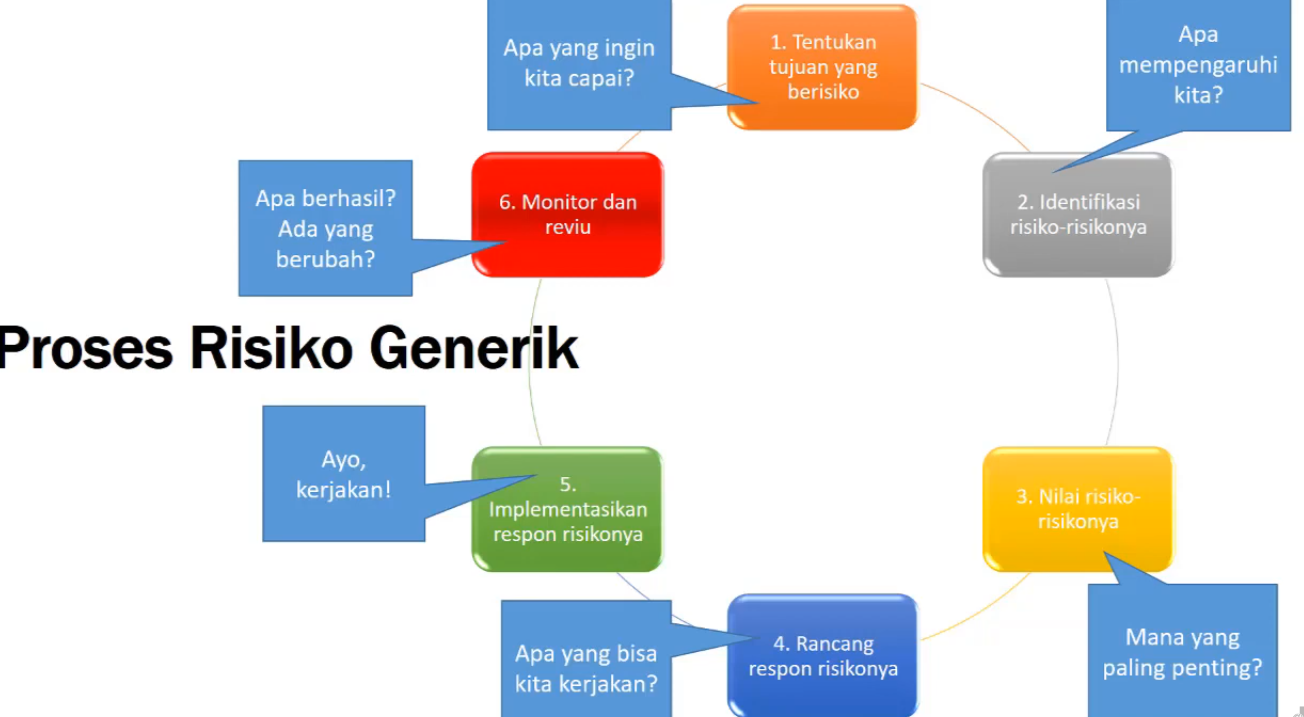 Apa yang ingin
kita capai?
1. Tentukan
tujuan yang
berisiko
Apa
mempengaruhi
kita?
Apa berhasil?
Ada yang
berubah?
6. Monitor dan
reviu
2. Identifikasi
risiko-risikonya
Proses Risiko Generik
Ayo,
kerjakan!
5.
Implementasikan
respon risikonya
3. Nilai risiko-
risikonya
Apa yang bisa
kita kerjakan?
4. Rancang
respon risikonya
Mana yang
paling penting?